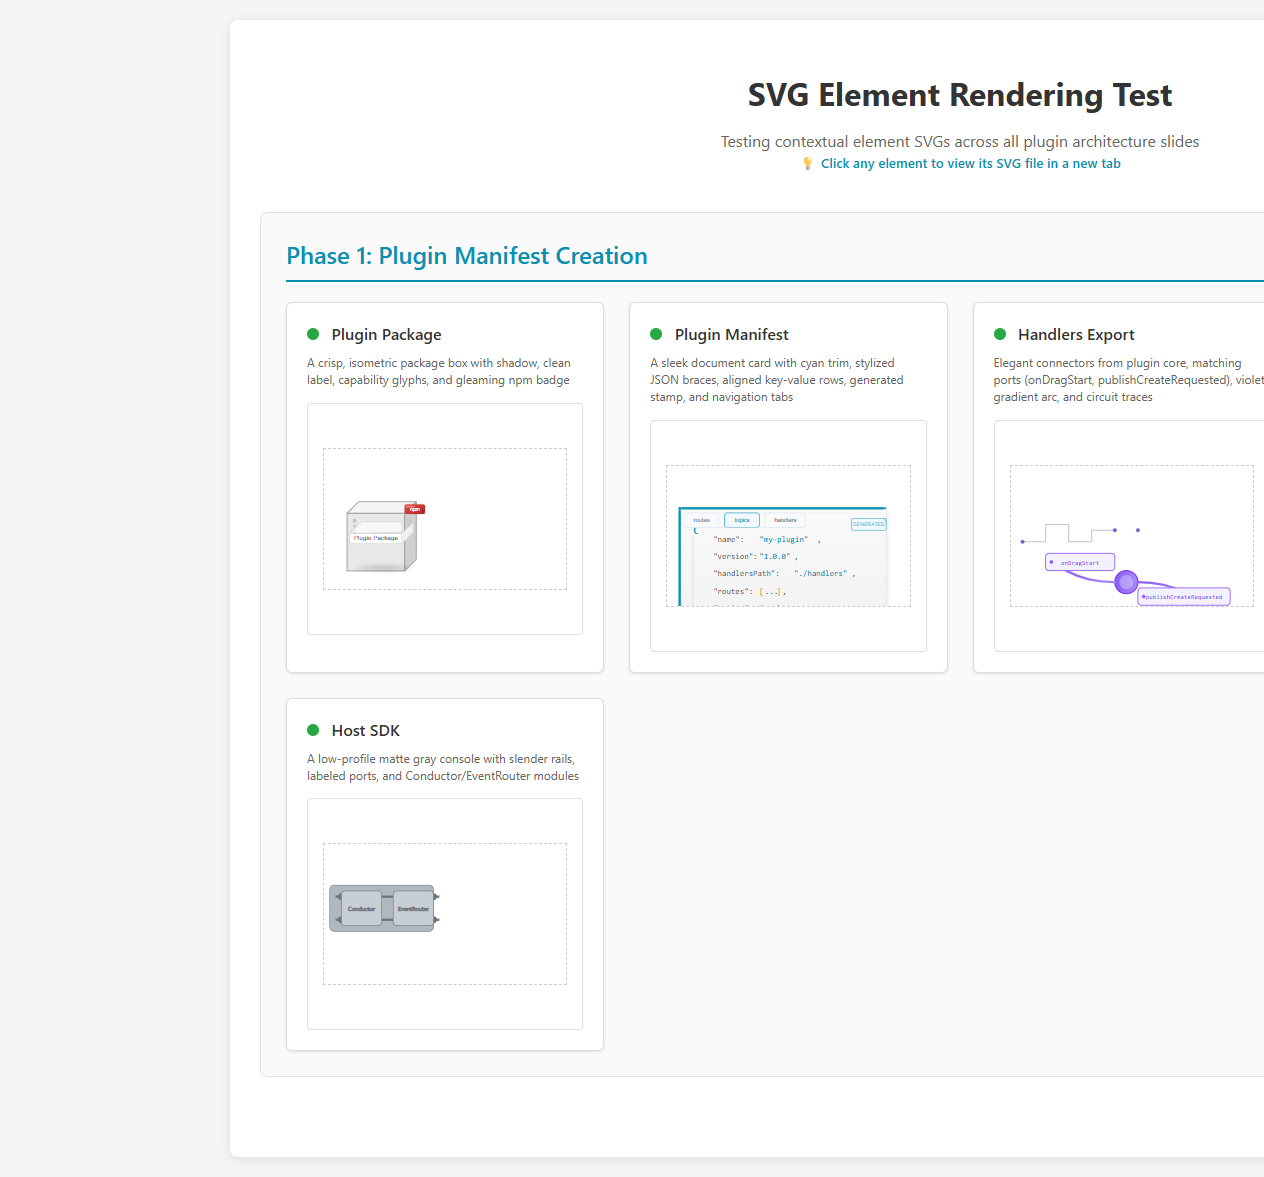 SVG Element Rendering Test
Testing contextual element SVGs across all plugin architecture slides
💡 Click any element to view its SVG file in a new tab
Phase 1: Plugin Manifest Creation
Plugin Package
A crisp, isometric package box with shadow, clean
label, capability glyphs, and gleaming npm badge
npm
Plugin Package
Plugin Manifest
A sleek document card with cyan trim, stylized
JSON braces, aligned key-value rows, generated
stamp, and navigation tabs
routes topics handlers GENERATED
{
"name": "my-plugin" ,
"version": "1.0.0" ,
"handlersPath": "./handlers" ,
"routes": [...] ,
Handlers Export
Elegant connectors from plugin core, matching
ports (onDragStart, publishCreateRequested), violet
gradient arc, and circuit traces
onDragStart
publishCreateRequested
Host SDK
A low-profile matte gray console with slender rails,
labeled ports, and Conductor/EventRouter modules
Conductor EventRouter